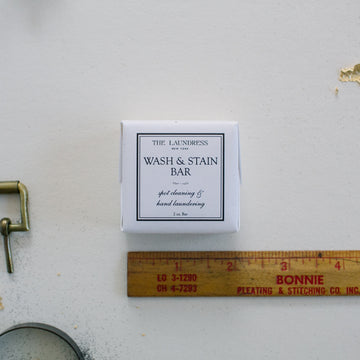 THE LAUNDRESS
NEW YORK
WASH & STAIN
BAR
spot cleaning &
hand laundering
2 oz. Bar
1 2 3 4
LO 3-1290 BONNIE
CH 4-7293 PLEATING & STITCHING CO. INC.